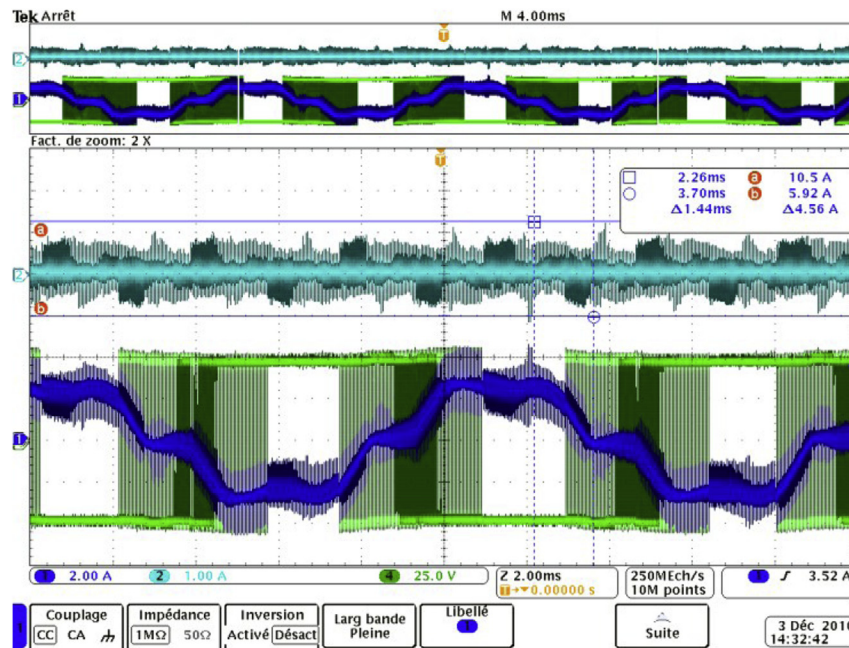 Tek Arrêt M 4.00ms
T
2
1
Fact. de zoom: 2 X
T
2.26ms a 10.5 A
3.70ms b 5.92 A
Δ1.44ms Δ4.56 A
a
2
b
1
1 2.00 A 2 1.00 A 4 25.0 V Z 2.00ms 250MEch/s 1 3.52 A
T→▼0.00000 s 10M points
Couplage Impédance Inversion Larg bande Libellé
CC CA 1MΩ 50Ω Activé Désact Pleine 1 Suite
1
3 Déc 2010
14:32:42